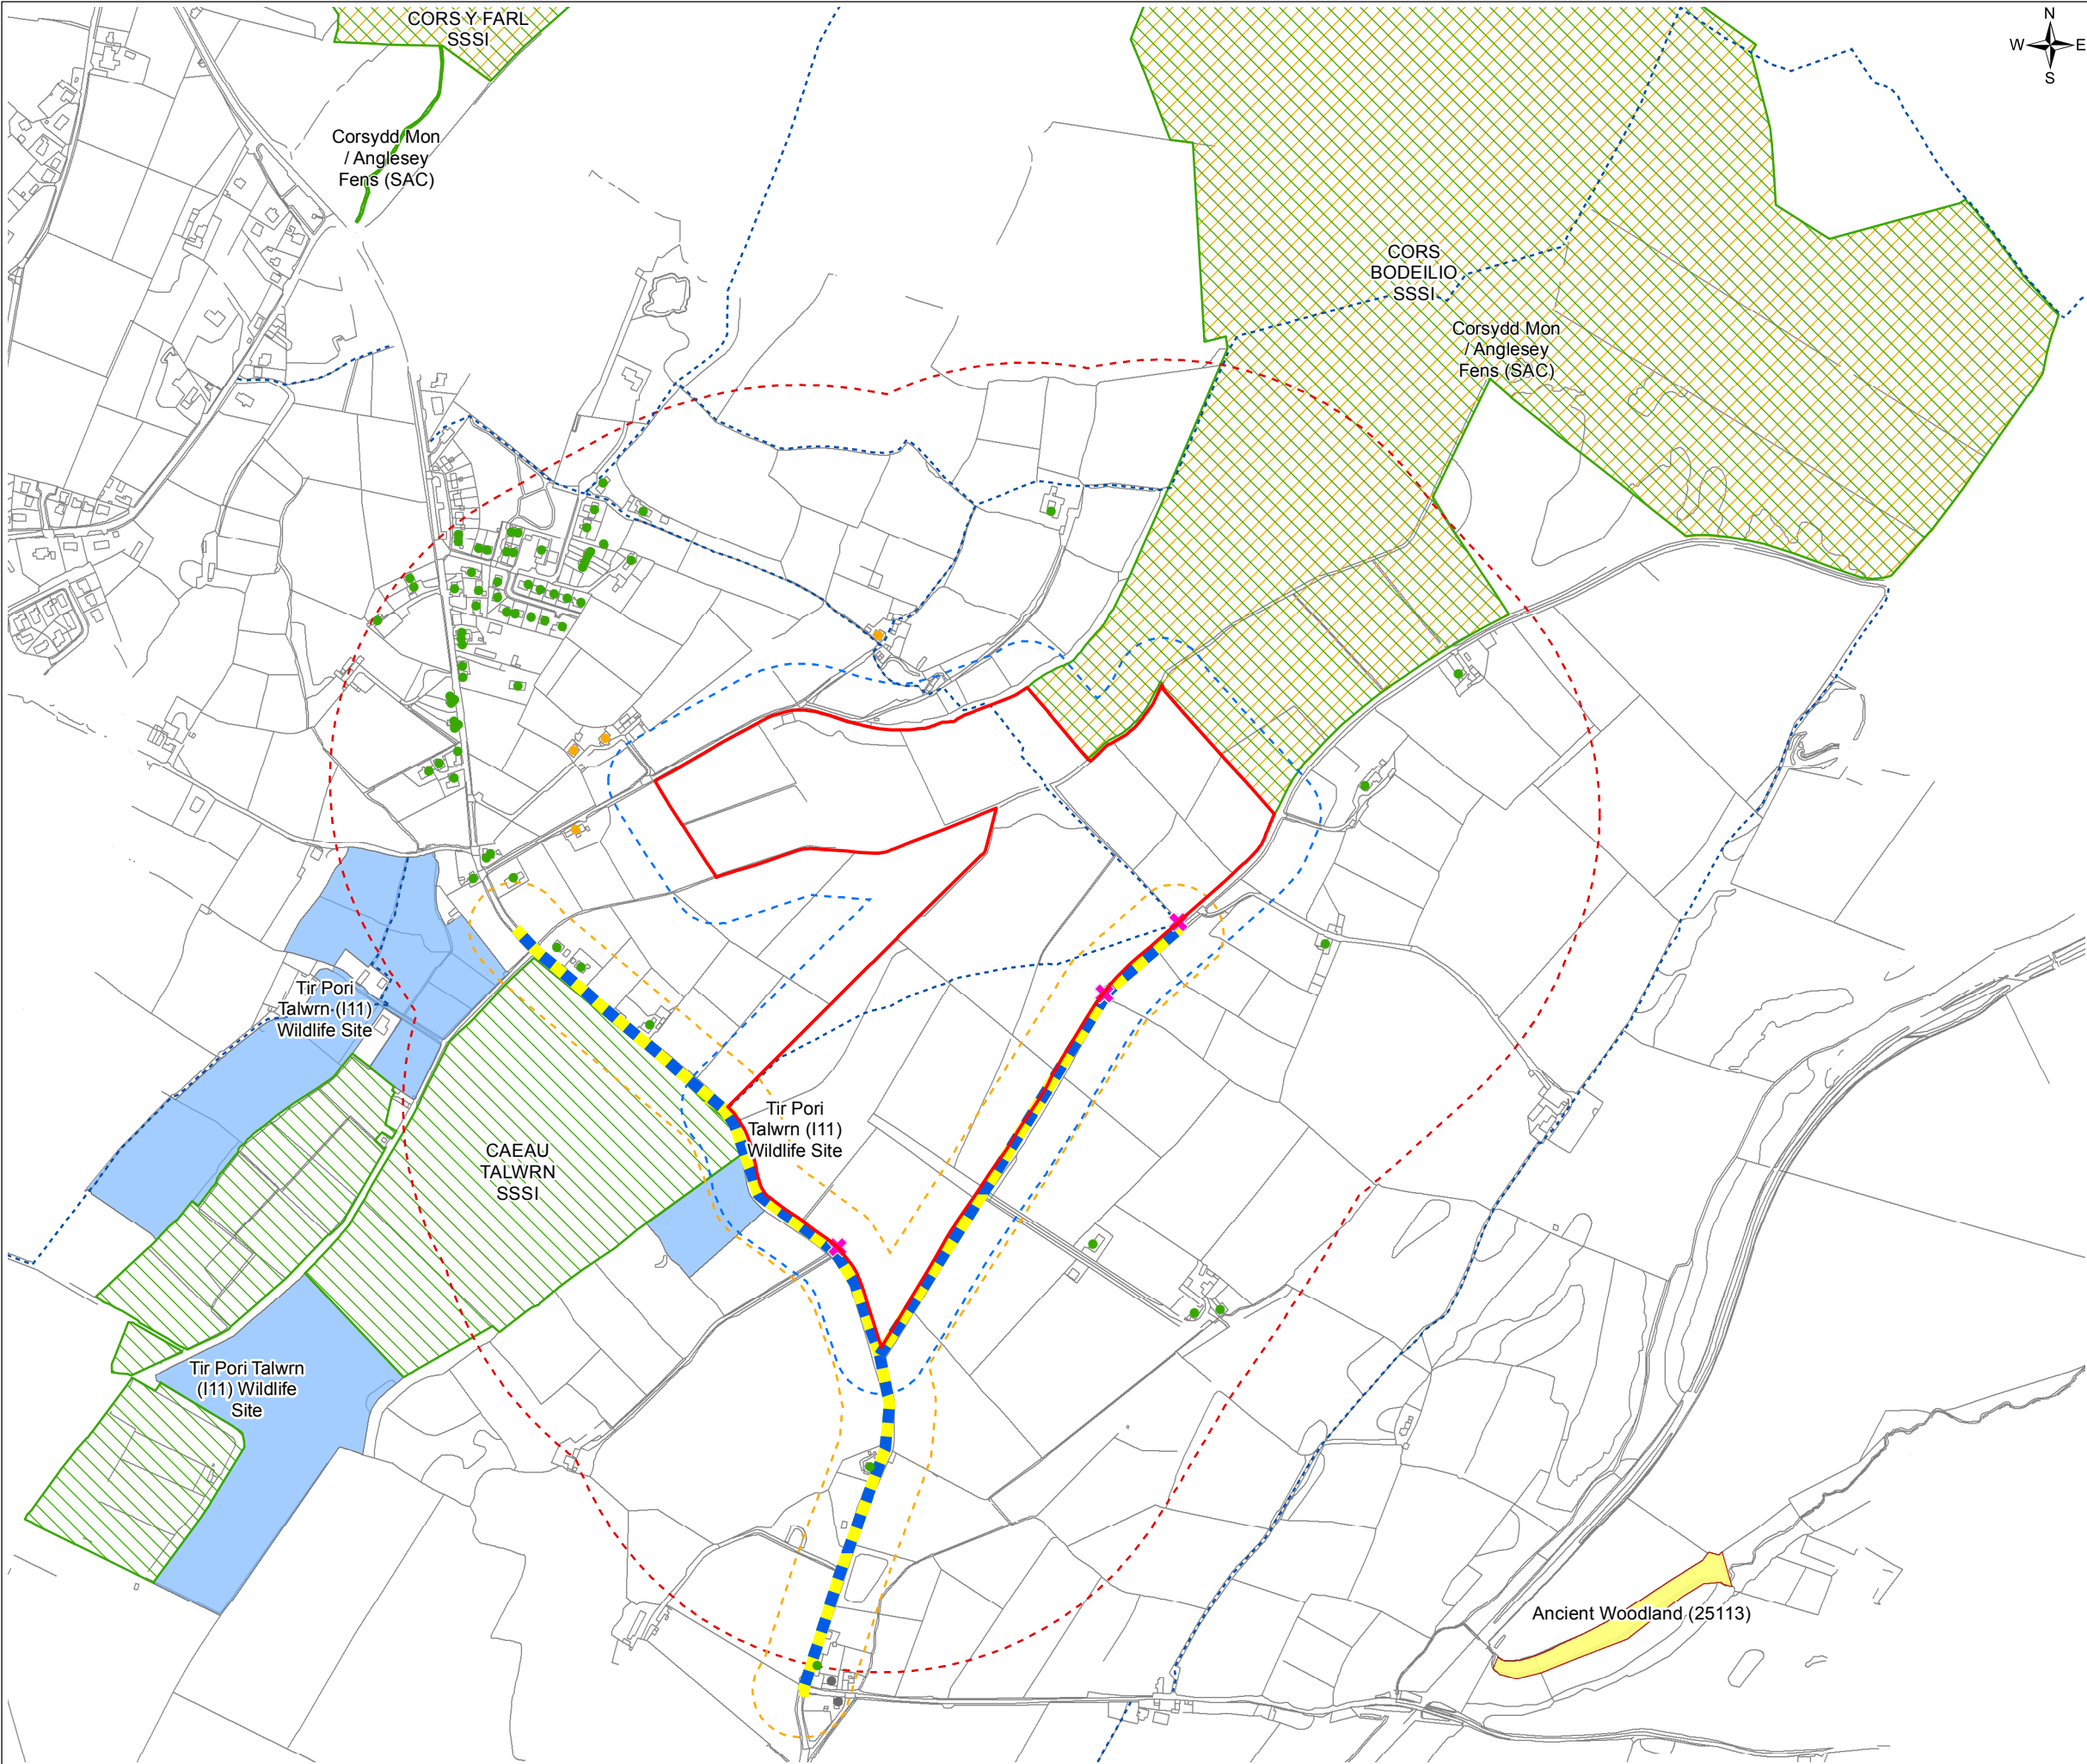 CORS Y FARL
SSSI
N
W
E
S
Corsydd Mon
/ Anglesey
Fens (SAC)
CORS
BODEILIO
SSSI
Corsydd Mon
/ Anglesey
Fens (SAC)
Tir Pori
Talwrn (I11)
Wildlife Site
Tir Pori
Talwrn (I11)
Wildlife Site
CAEAU
TALWRN
SSSI
Tir Pori Talwrn
(I11) Wildlife
Site
Ancient Woodland (25113)